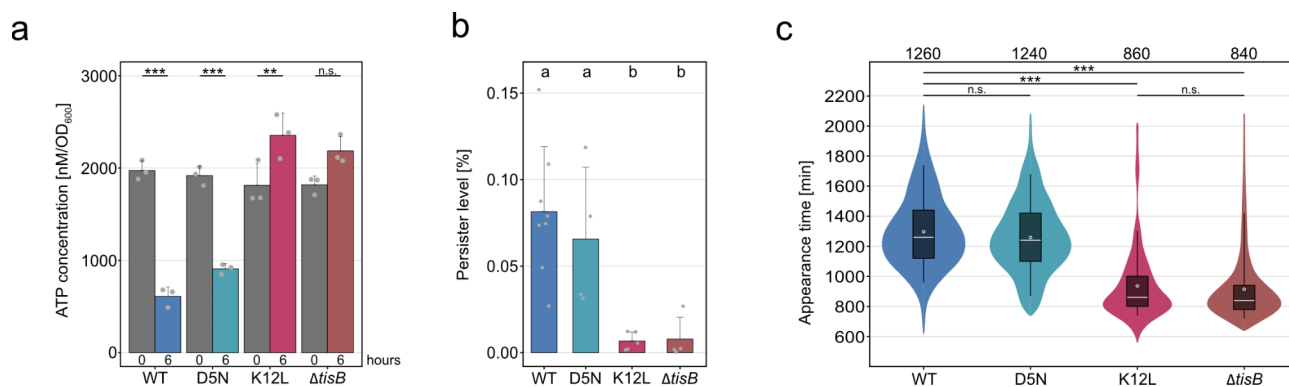 a
ATP concentration [nM/OD600]
3000
2000
1000
0
***
***
**
n.s.
0 6 0 6 0 6 0 6 hours
WT D5N K12L ΔtisB
b
Persister level [%]
0.15
0.10
0.05
0.00
a a b b
WT D5N K12L ΔtisB
c
Appearance time [min]
1260 1240 860 840
***
***
n.s. n.s.
2200
2000
1800
1600
1400
1200
1000
800
600
WT D5N K12L ΔtisB